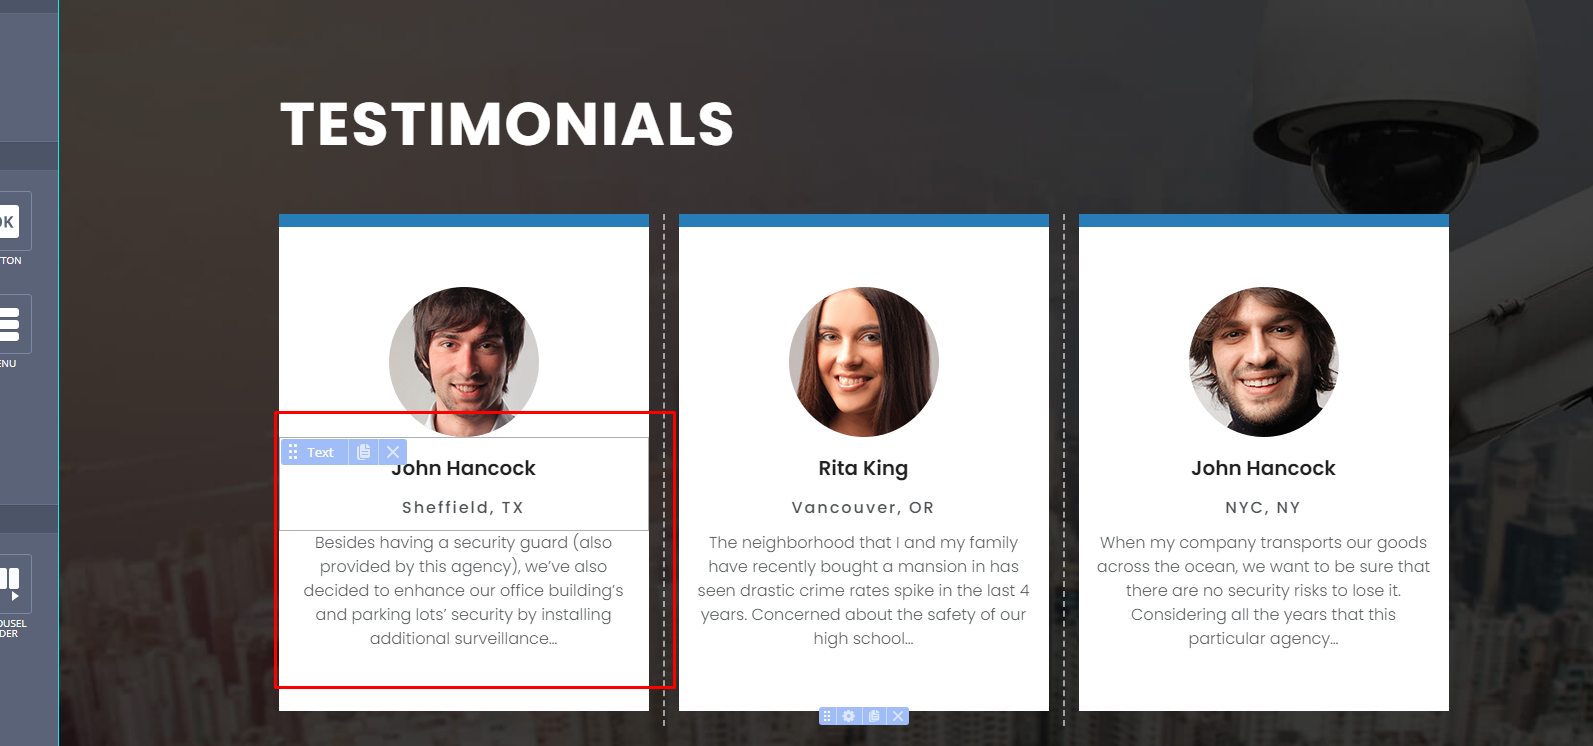 TESTIMONIALS
OK
TTON
ENU
OUSEL
DER
Text
John Hancock
Sheffield, TX
Besides having a security guard (also
provided by this agency), we’ve also
decided to enhance our office building’s
and parking lots’ security by installing
additional surveillance...
Rita King
Vancouver, OR
The neighborhood that I and my family
have recently bought a mansion in has
seen drastic crime rates spike in the last 4
years. Concerned about the safety of our
high school...
John Hancock
NYC, NY
When my company transports our goods
across the ocean, we want to be sure that
there are no security risks to lose it.
Considering all the years that this
particular agency...